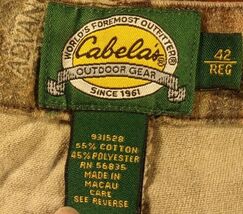 WORLD'S FOREMOST OUTFITTER®
Cabela's®
OUTDOOR GEAR
SINCE 1961
42
REG
931528
55% COTTON
45% POLYESTER
RN 56835
MADE IN
MACAU
CARE
SEE REVERSE